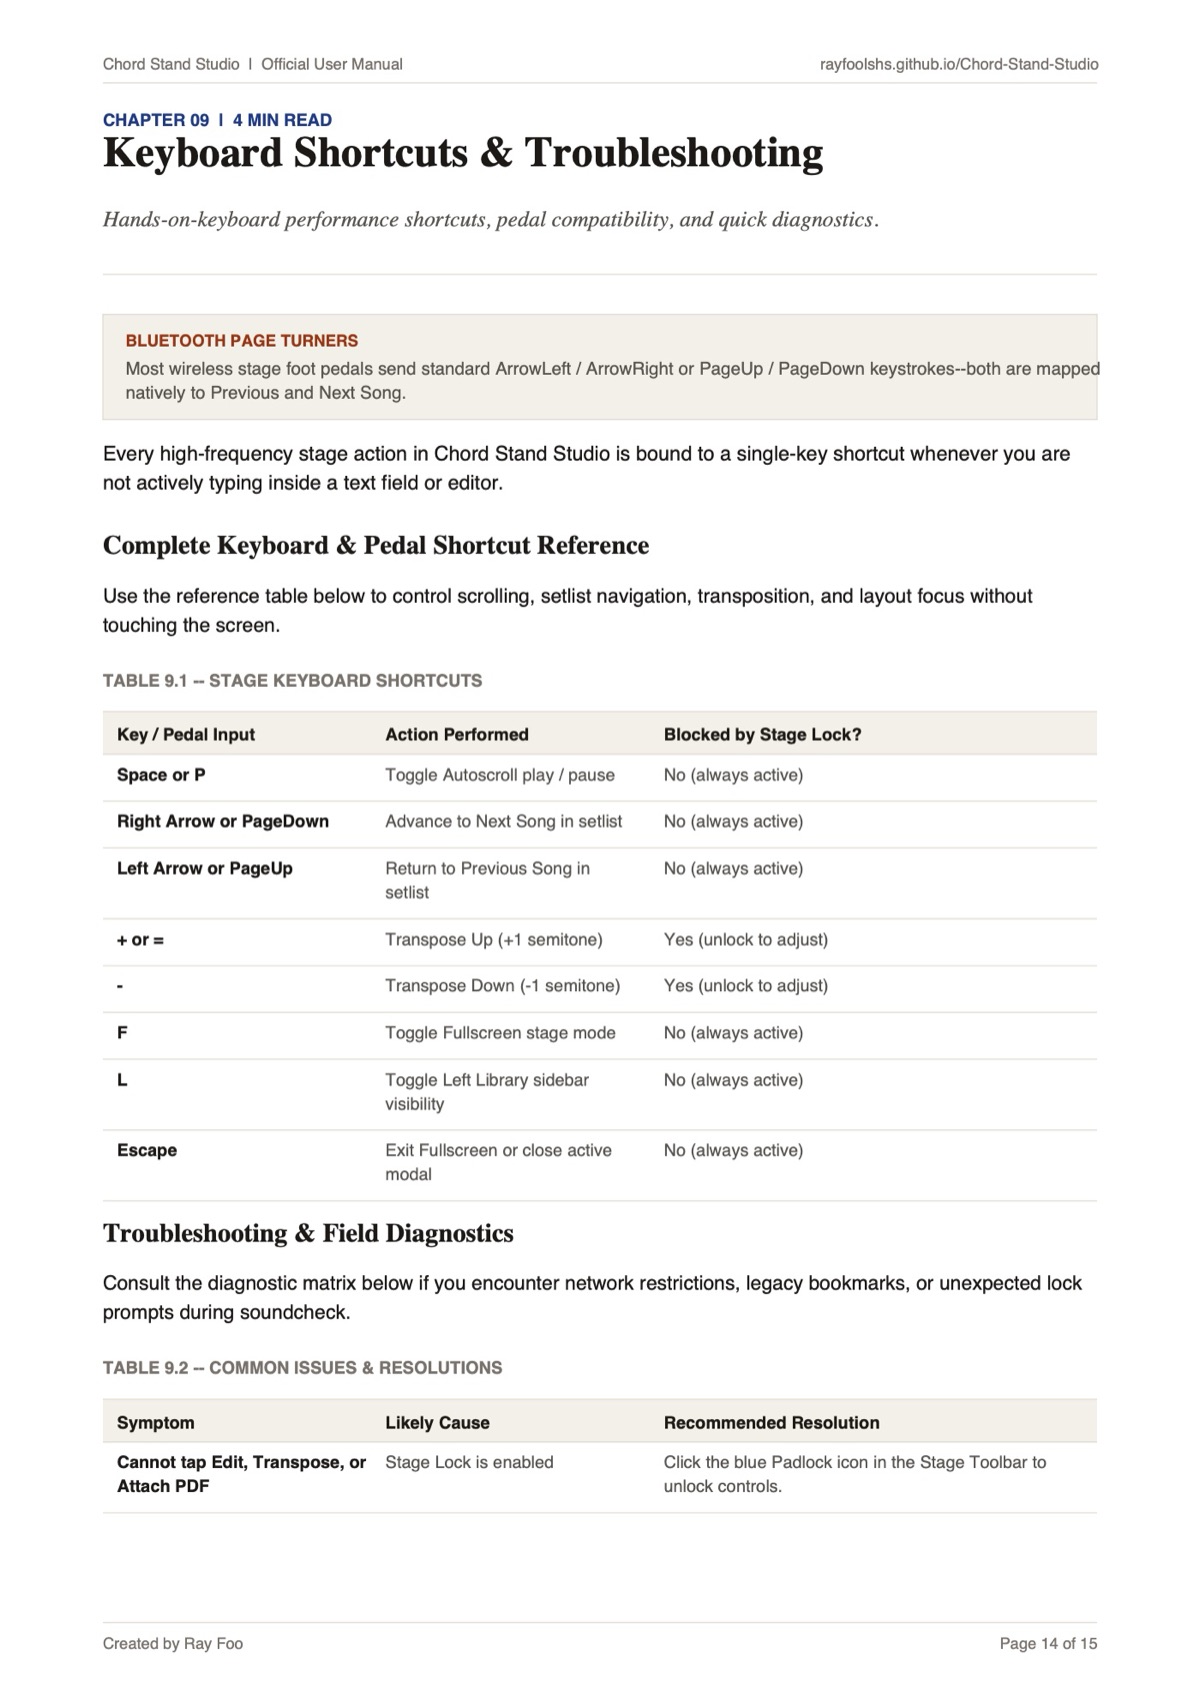 Chord Stand Studio | Official User Manual
rayfoolshs.github.io/Chord-Stand-Studio
CHAPTER 09 | 4 MIN READ
Keyboard Shortcuts & Troubleshooting
Hands-on-keyboard performance shortcuts, pedal compatibility, and quick diagnostics.
BLUETOOTH PAGE TURNERS
Most wireless stage foot pedals send standard ArrowLeft / ArrowRight or PageUp / PageDown keystrokes--both are mapped
natively to Previous and Next Song.
Every high-frequency stage action in Chord Stand Studio is bound to a single-key shortcut whenever you are
not actively typing inside a text field or editor.
Complete Keyboard & Pedal Shortcut Reference
Use the reference table below to control scrolling, setlist navigation, transposition, and layout focus without
touching the screen.
TABLE 9.1 -- STAGE KEYBOARD SHORTCUTS
Key / Pedal Input Action Performed Blocked by Stage Lock?
Space or P Toggle Autoscroll play / pause No (always active)
Right Arrow or PageDown Advance to Next Song in setlist No (always active)
Left Arrow or PageUp Return to Previous Song in No (always active)
setlist
+ or = Transpose Up (+1 semitone) Yes (unlock to adjust)
- Transpose Down (-1 semitone) Yes (unlock to adjust)
F Toggle Fullscreen stage mode No (always active)
L Toggle Left Library sidebar No (always active)
visibility
Escape Exit Fullscreen or close active No (always active)
modal
Troubleshooting & Field Diagnostics
Consult the diagnostic matrix below if you encounter network restrictions, legacy bookmarks, or unexpected lock
prompts during soundcheck.
TABLE 9.2 -- COMMON ISSUES & RESOLUTIONS
Symptom Likely Cause Recommended Resolution
Cannot tap Edit, Transpose, or Stage Lock is enabled Click the blue Padlock icon in the Stage Toolbar to
Attach PDF unlock controls.
Created by Ray Foo
Page 14 of 15